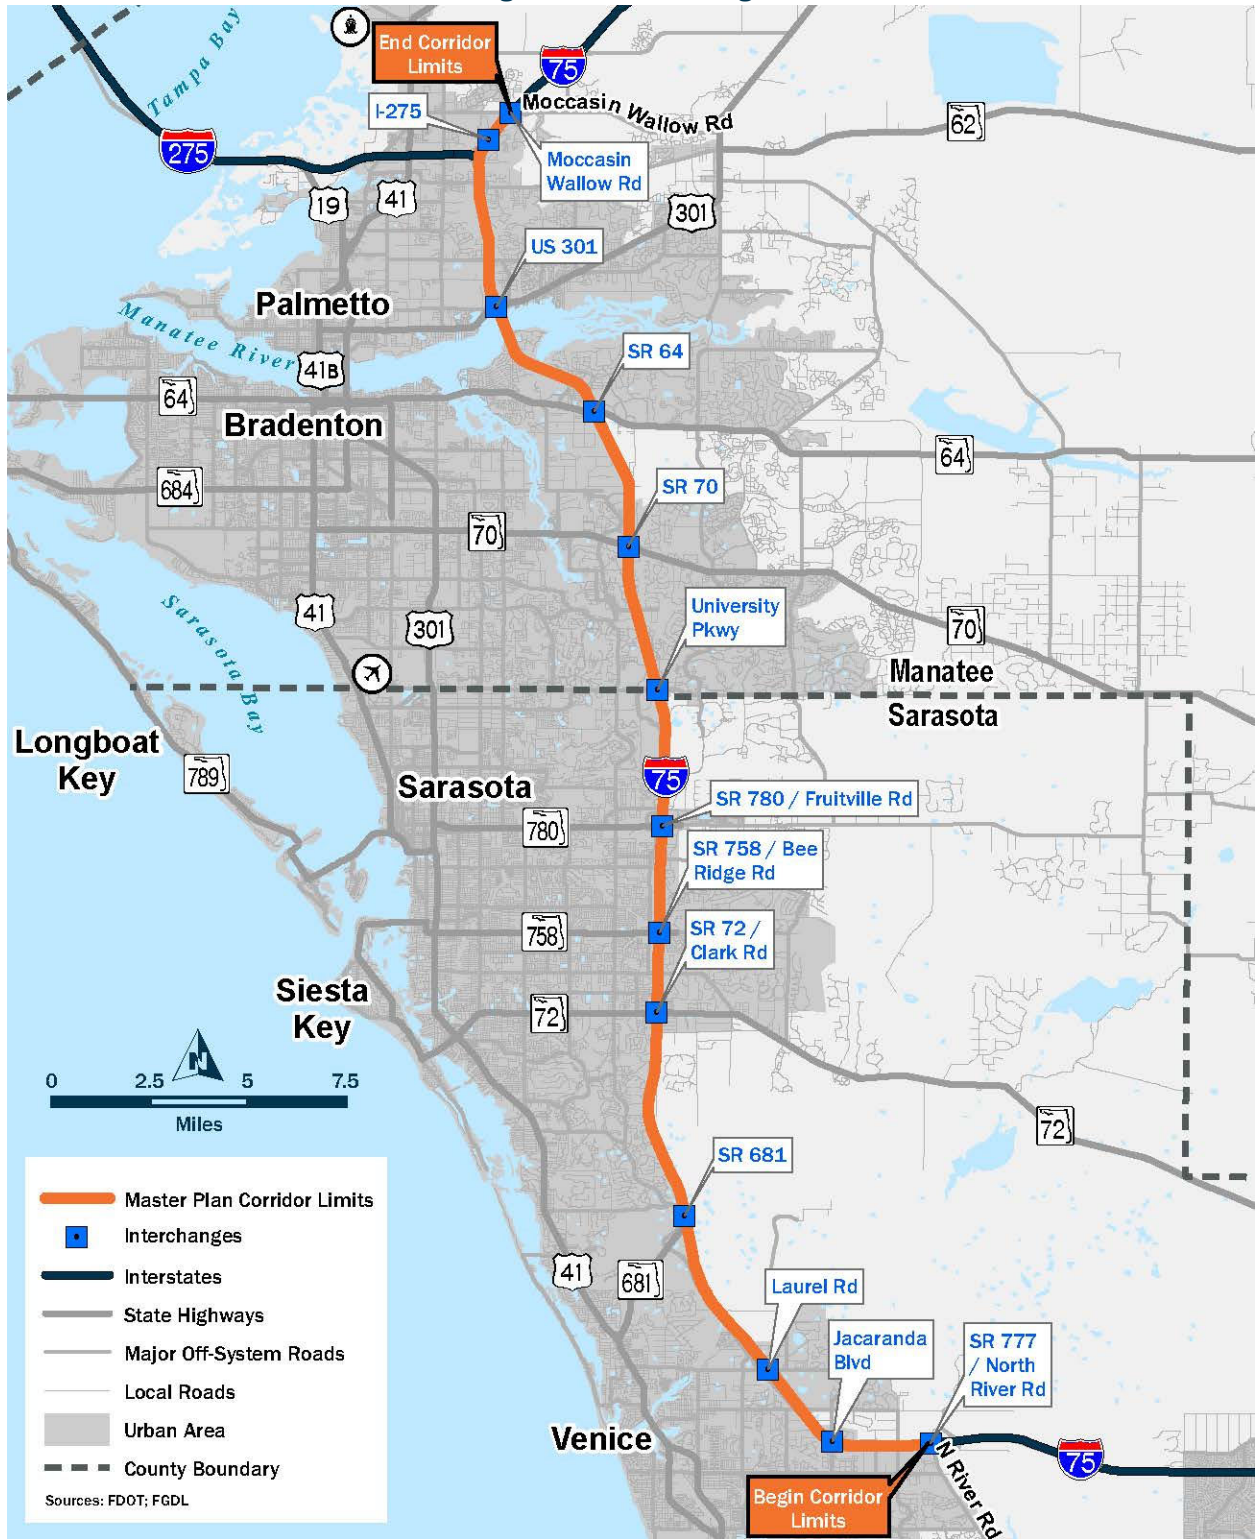 Tampa Bay
End Corridor
Limits
75
Moccasin Wallow Rd
62
I-275
275
Moccasin
Wallow Rd
19
41
301
US 301
Palmetto
Manatee River
41B
SR 64
64
Bradenton
64
684
SR 70
70
Sarasota Bay
41
301
University
Pkwy
70
Manatee
Sarasota
Longboat
Key
789
Sarasota
75
SR 780 / Fruitville Rd
780
SR 758 / Bee
Ridge Rd
758
SR 72 /
Clark Rd
Siesta
Key
72
N
0 2.5 5 7.5
Miles
72
SR 681
Master Plan Corridor Limits
Interchanges
Interstates
State Highways
Major Off-System Roads
Local Roads
Urban Area
County Boundary
Sources: FDOT; FGDL
41
681
Laurel Rd
Jacaranda
Blvd
SR 777
/ North
River Rd
Venice
75
N River Rd
Begin Corridor
Limits